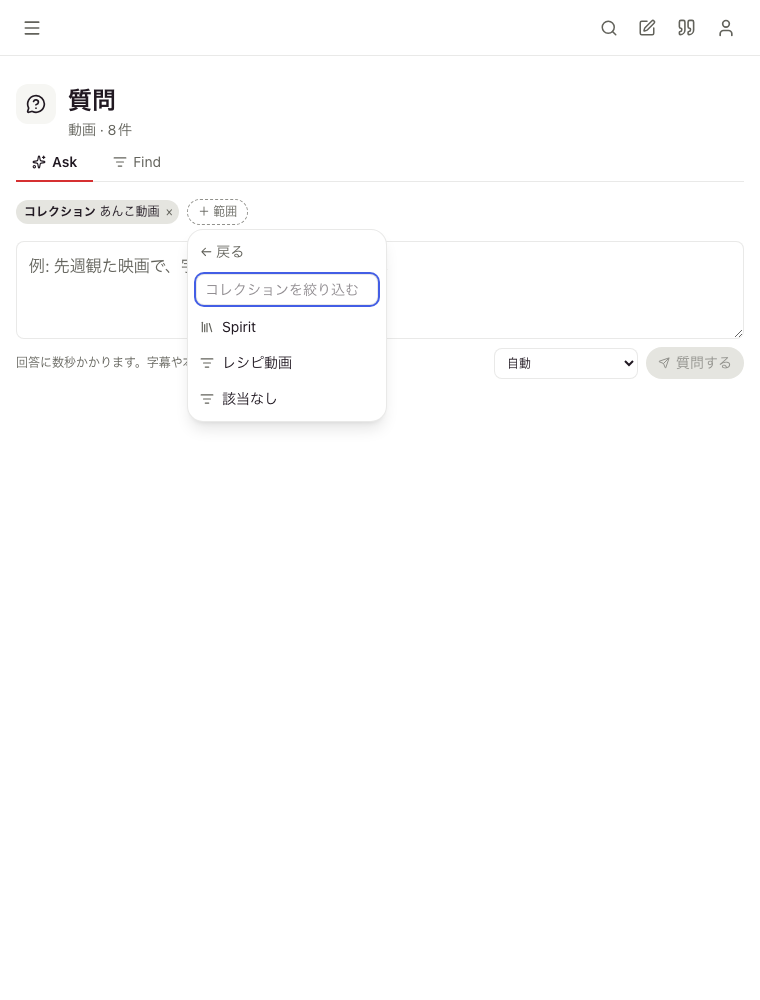 質問
動画 · 8件
Ask
Find
コレクション あんこ動画 ×
+ 範囲
← 戻る
例: 先週観た映画で、
コレクションを絞り込む
Spirit
レシピ動画
該当なし
回答に数秒かかります。字幕や
自動
質問する